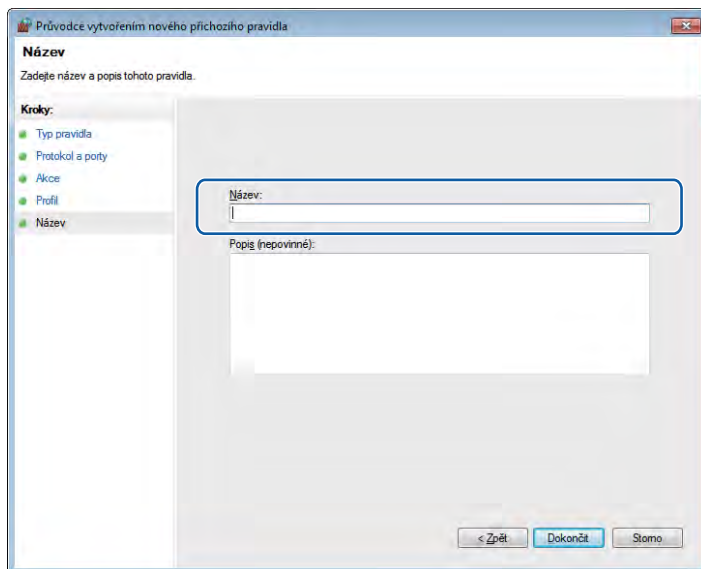 Průvodce vytvořením nového příchozího pravidla
Název
Zadejte název a popis tohoto pravidla.
Kroky:
Typ pravidla
Protokol a porty
Akce
Profil
Název
Název:
Popis (nepovinné):
< Zpět
Dokončit
Storno